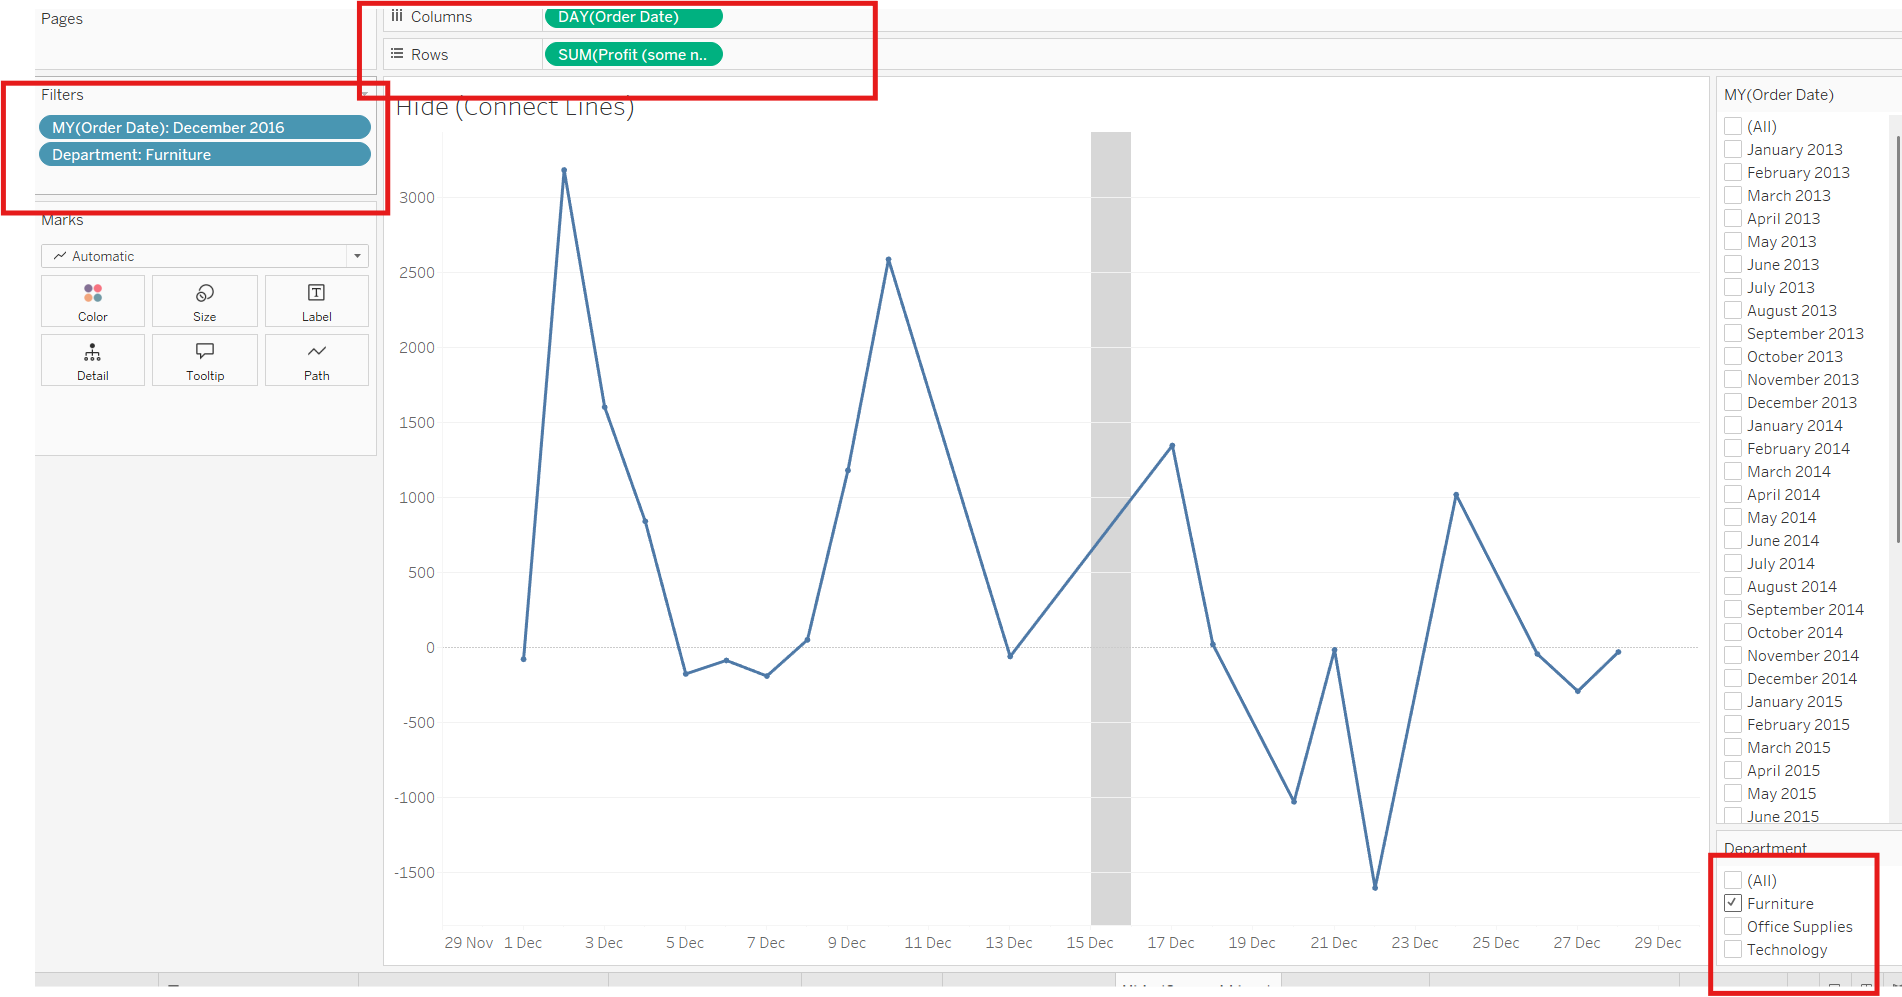 Pages
Columns
DAY(Order Date)
Rows
SUM(Profit (some n..
Filters
MY(Order Date): December 2016
Department: Furniture
Marks
Automatic
Color
Size
Label
Detail
Tooltip
Path
Hide (Connect Lines)
3000
2500
2000
1500
1000
500
0
-500
-1000
-1500
29 Nov
1 Dec
3 Dec
5 Dec
7 Dec
9 Dec
11 Dec
13 Dec
15 Dec
17 Dec
19 Dec
21 Dec
23 Dec
25 Dec
27 Dec
29 Dec
MY(Order Date)
(All)
January 2013
February 2013
March 2013
April 2013
May 2013
June 2013
July 2013
August 2013
September 2013
October 2013
November 2013
December 2013
January 2014
February 2014
March 2014
April 2014
May 2014
June 2014
July 2014
August 2014
September 2014
October 2014
November 2014
December 2014
January 2015
February 2015
March 2015
April 2015
May 2015
June 2015
Department
(All)
Furniture
Office Supplies
Technology